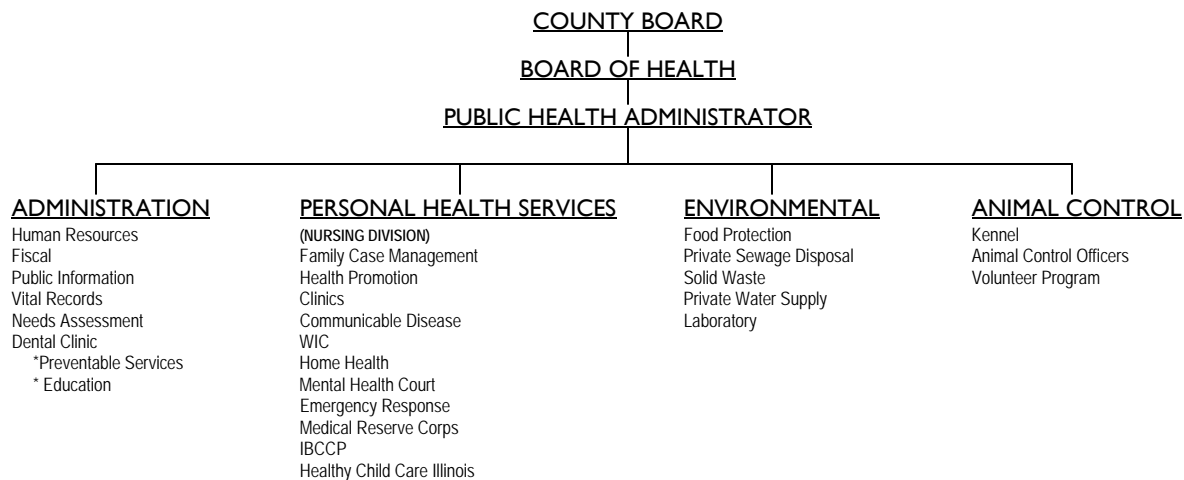 COUNTY BOARD
BOARD OF HEALTH
PUBLIC HEALTH ADMINISTRATOR
ADMINISTRATION
Human Resources
Fiscal
Public Information
Vital Records
Needs Assessment
Dental Clinic
*Preventable Services
* Education
PERSONAL HEALTH SERVICES
(NURSING DIVISION)
Family Case Management
Health Promotion
Clinics
Communicable Disease
WIC
Home Health
Mental Health Court
Emergency Response
Medical Reserve Corps
IBCCP
Healthy Child Care Illinois
ENVIRONMENTAL
Food Protection
Private Sewage Disposal
Solid Waste
Private Water Supply
Laboratory
ANIMAL CONTROL
Kennel
Animal Control Officers
Volunteer Program